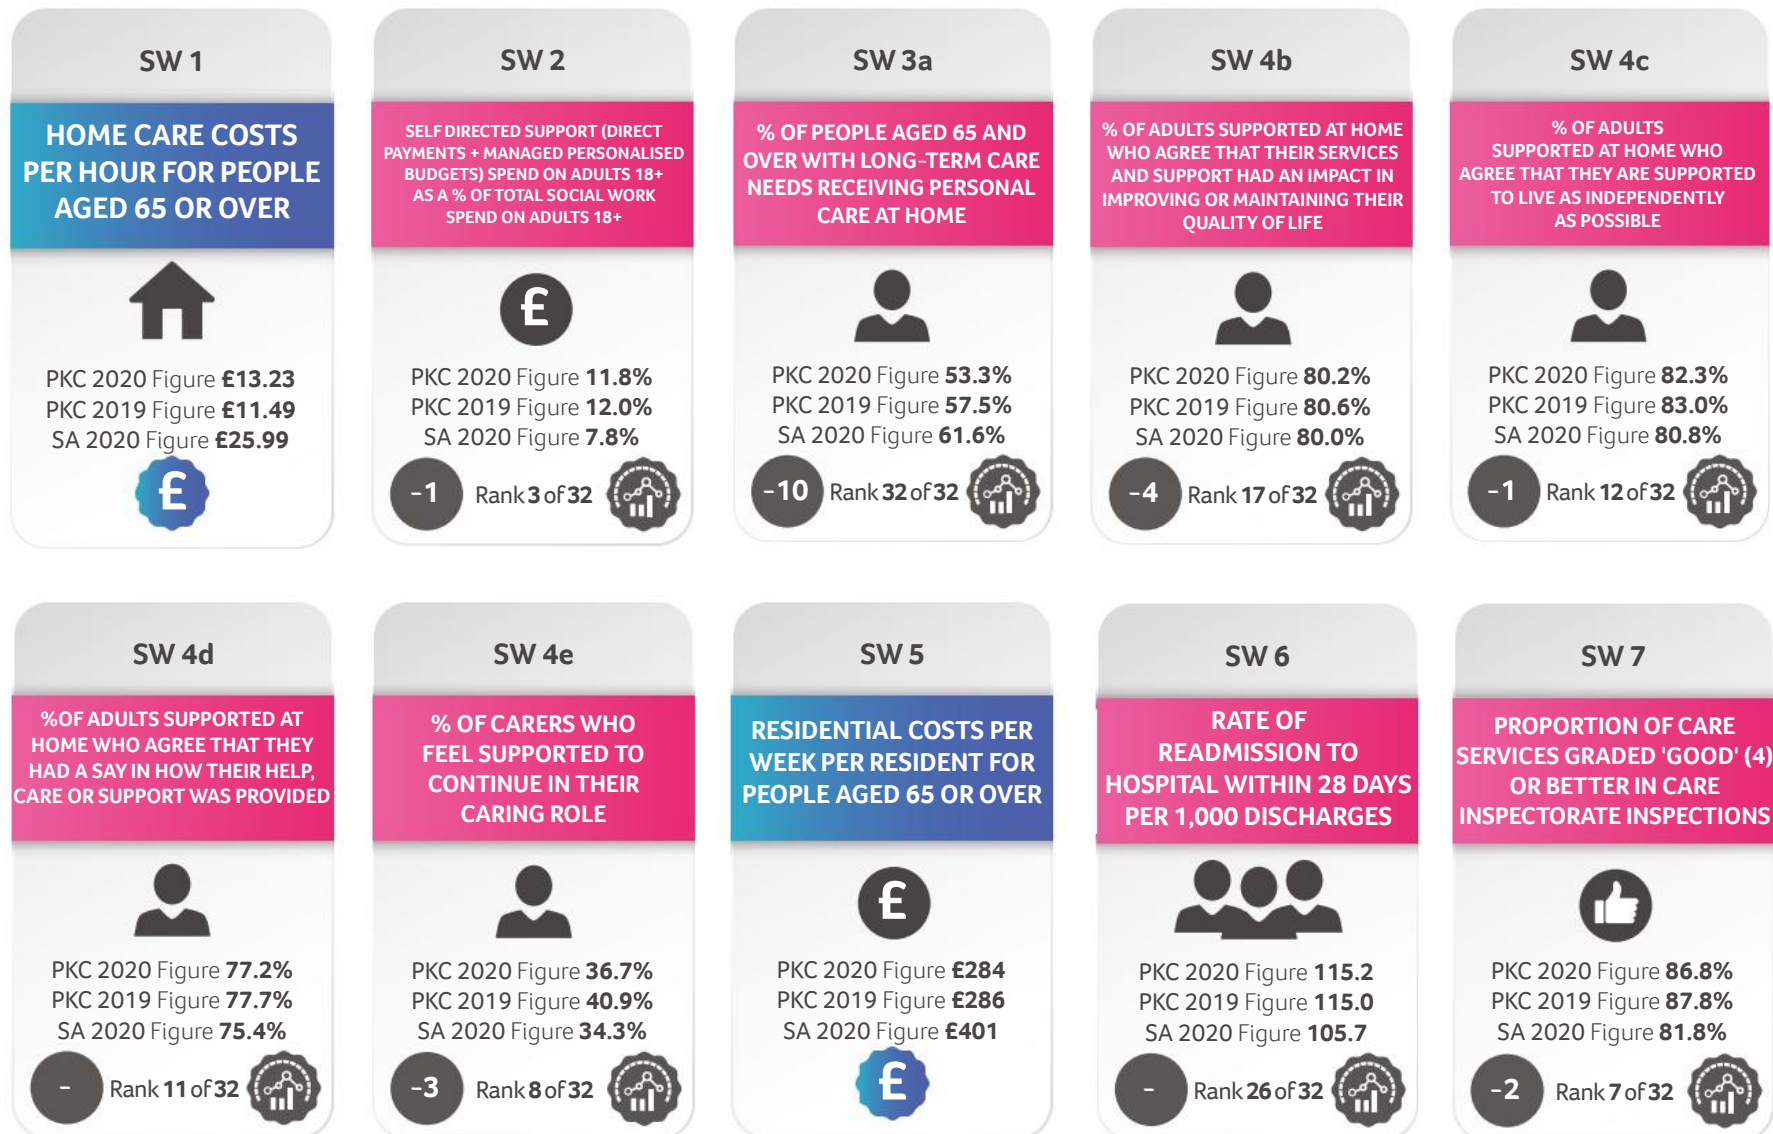 SW 1
HOME CARE COSTS
PER HOUR FOR PEOPLE
AGED 65 OR OVER
PKC 2020 Figure £13.23
PKC 2019 Figure £11.49
SA 2020 Figure £25.99
£
SW 2
SELF DIRECTED SUPPORT (DIRECT
PAYMENTS + MANAGED PERSONALISED
BUDGETS) SPEND ON ADULTS 18+
AS A % OF TOTAL SOCIAL WORK
SPEND ON ADULTS 18+
£
PKC 2020 Figure 11.8%
PKC 2019 Figure 12.0%
SA 2020 Figure 7.8%
-1 Rank 3 of 32
SW 3a
% OF PEOPLE AGED 65 AND
OVER WITH LONG-TERM CARE
NEEDS RECEIVING PERSONAL
CARE AT HOME
PKC 2020 Figure 53.3%
PKC 2019 Figure 57.5%
SA 2020 Figure 61.6%
-10 Rank 32 of 32
SW 4b
% OF ADULTS SUPPORTED AT HOME
WHO AGREE THAT THEIR SERVICES
AND SUPPORT HAD AN IMPACT IN
IMPROVING OR MAINTAINING THEIR
QUALITY OF LIFE
PKC 2020 Figure 80.2%
PKC 2019 Figure 80.6%
SA 2020 Figure 80.0%
-4 Rank 17 of 32
SW 4c
% OF ADULTS
SUPPORTED AT HOME WHO
AGREE THAT THEY ARE SUPPORTED
TO LIVE AS INDEPENDENTLY
AS POSSIBLE
PKC 2020 Figure 82.3%
PKC 2019 Figure 83.0%
SA 2020 Figure 80.8%
-1 Rank 12 of 32
SW 4d
%OF ADULTS SUPPORTED AT
HOME WHO AGREE THAT THEY
HAD A SAY IN HOW THEIR HELP,
CARE OR SUPPORT WAS PROVIDED
PKC 2020 Figure 77.2%
PKC 2019 Figure 77.7%
SA 2020 Figure 75.4%
- Rank 11 of 32
SW 4e
% OF CARERS WHO
FEEL SUPPORTED TO
CONTINUE IN THEIR
CARING ROLE
PKC 2020 Figure 36.7%
PKC 2019 Figure 40.9%
SA 2020 Figure 34.3%
-3 Rank 8 of 32
SW 5
RESIDENTIAL COSTS PER
WEEK PER RESIDENT FOR
PEOPLE AGED 65 OR OVER
£
PKC 2020 Figure £284
PKC 2019 Figure £286
SA 2020 Figure £401
£
SW 6
RATE OF
READMISSION TO
HOSPITAL WITHIN 28 DAYS
PER 1,000 DISCHARGES
PKC 2020 Figure 115.2
PKC 2019 Figure 115.0
SA 2020 Figure 105.7
- Rank 26 of 32
SW 7
PROPORTION OF CARE
SERVICES GRADED 'GOOD' (4)
OR BETTER IN CARE
INSPECTORATE INSPECTIONS
PKC 2020 Figure 86.8%
PKC 2019 Figure 87.8%
SA 2020 Figure 81.8%
-2 Rank 7 of 32